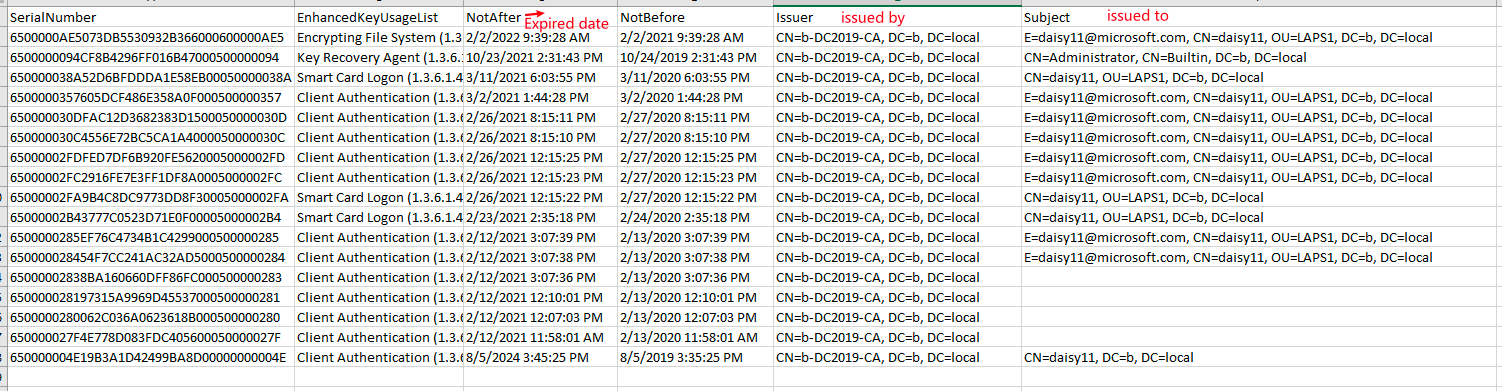 SerialNumber EnhancedKeyUsageList NotAfter Expired date NotBefore Issuer issued by Subject issued to
6500000AE5073DB5530932B366000600000AE5 Encrypting File System (1.3 2/2/2022 9:39:28 AM 2/2/2021 9:39:28 AM CN=b-DC2019-CA, DC=b, DC=local E=daisy11@microsoft.com, CN=daisy11, OU=LAPS1, DC=b, DC=local
6500000094CF8B4296FF016B47000500000094 Key Recovery Agent (1.3.6. 10/23/2021 2:31:43 PM 10/24/2019 2:31:43 PM CN=b-DC2019-CA, DC=b, DC=local CN=Administrator, CN=Builtin, DC=b, DC=local
650000038A52D6BFDDDA1E58EB00050000038A Smart Card Logon (1.3.6.1.4 3/11/2021 6:03:55 PM 3/11/2020 6:03:55 PM CN=b-DC2019-CA, DC=b, DC=local CN=daisy11, OU=LAPS1, DC=b, DC=local
6500000357605DCF486E358A0F000500000357 Client Authentication (1.3.6 3/2/2021 1:44:28 PM 3/2/2020 1:44:28 PM CN=b-DC2019-CA, DC=b, DC=local E=daisy11@microsoft.com, CN=daisy11, OU=LAPS1, DC=b, DC=local
650000030DFAC12D3682383D1500050000030D Client Authentication (1.3.6 2/26/2021 8:15:11 PM 2/27/2020 8:15:11 PM CN=b-DC2019-CA, DC=b, DC=local E=daisy11@microsoft.com, CN=daisy11, OU=LAPS1, DC=b, DC=local
650000030C4556E72BC5CA1A4000050000030C Client Authentication (1.3.6 2/26/2021 8:15:10 PM 2/27/2020 8:15:10 PM CN=b-DC2019-CA, DC=b, DC=local E=daisy11@microsoft.com, CN=daisy11, OU=LAPS1, DC=b, DC=local
65000002FDFED7DF6B920FE5620005000002FD Client Authentication (1.3.6 2/26/2021 12:15:25 PM 2/27/2020 12:15:25 PM CN=b-DC2019-CA, DC=b, DC=local E=daisy11@microsoft.com, CN=daisy11, OU=LAPS1, DC=b, DC=local
65000002FC2916FE7E3FF1DF8A0005000002FC Client Authentication (1.3.6 2/26/2021 12:15:23 PM 2/27/2020 12:15:23 PM CN=b-DC2019-CA, DC=b, DC=local E=daisy11@microsoft.com, CN=daisy11, OU=LAPS1, DC=b, DC=local
65000002FA9B4C8DC9773DD8F30005000002FA Smart Card Logon (1.3.6.1.4 2/26/2021 12:15:22 PM 2/27/2020 12:15:22 PM CN=b-DC2019-CA, DC=b, DC=local CN=daisy11, OU=LAPS1, DC=b, DC=local
65000002B43777C0523D71E0F00005000002B4 Smart Card Logon (1.3.6.1.4 2/23/2021 2:35:18 PM 2/24/2020 2:35:18 PM CN=b-DC2019-CA, DC=b, DC=local CN=daisy11, OU=LAPS1, DC=b, DC=local
6500000285EF76C4734B1C4299000500000285 Client Authentication (1.3.6 2/12/2021 3:07:39 PM 2/13/2020 3:07:39 PM CN=b-DC2019-CA, DC=b, DC=local E=daisy11@microsoft.com, CN=daisy11, OU=LAPS1, DC=b, DC=local
650000028454F7CC241AC32AD5000500000284 Client Authentication (1.3.6 2/12/2021 3:07:38 PM 2/13/2020 3:07:38 PM CN=b-DC2019-CA, DC=b, DC=local E=daisy11@microsoft.com, CN=daisy11, OU=LAPS1, DC=b, DC=local
65000002838BA160660DFF86FC000500000283 Client Authentication (1.3.6 2/12/2021 3:07:36 PM 2/13/2020 3:07:36 PM CN=b-DC2019-CA, DC=b, DC=local
650000028197315A9969D45537000500000281 Client Authentication (1.3.6 2/12/2021 12:10:01 PM 2/13/2020 12:10:01 PM CN=b-DC2019-CA, DC=b, DC=local
650000280062C036A0623618B000500000280 Client Authentication (1.3.6 2/12/2021 12:07:03 PM 2/13/2020 12:07:03 PM CN=b-DC2019-CA, DC=b, DC=local
650000027F4E778D083FDC405600050000027F Client Authentication (1.3.6 2/12/2021 11:58:01 AM 2/13/2020 11:58:01 AM CN=b-DC2019-CA, DC=b, DC=local
650000004E19B3A1D42499BA8D00000000004E Client Authentication (1.3.6 8/5/2024 3:45:25 PM 8/5/2019 3:35:25 PM CN=b-DC2019-CA, DC=b, DC=local CN=daisy11, DC=b, DC=local